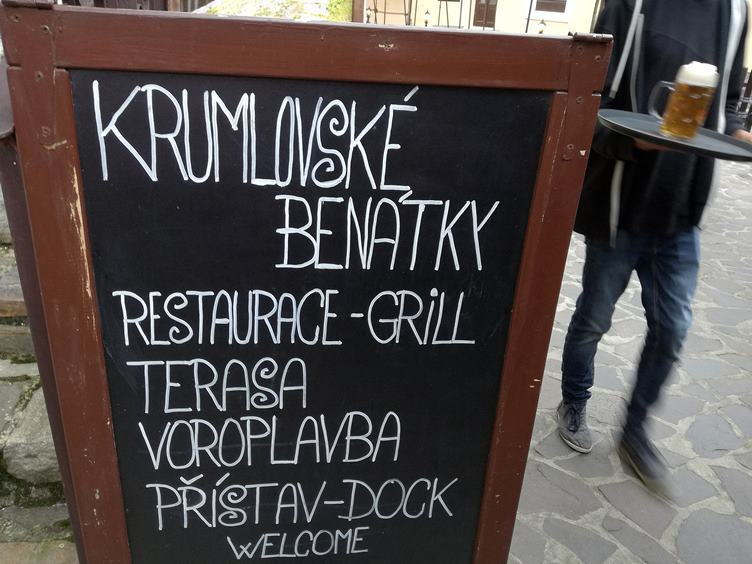 KRUMLOVSKÉ
BENÁTKY
RESTAURACE-GRiLL
TERASA
VOROPLAVBA
PŘÍSTAV-DOCK
WELCOME